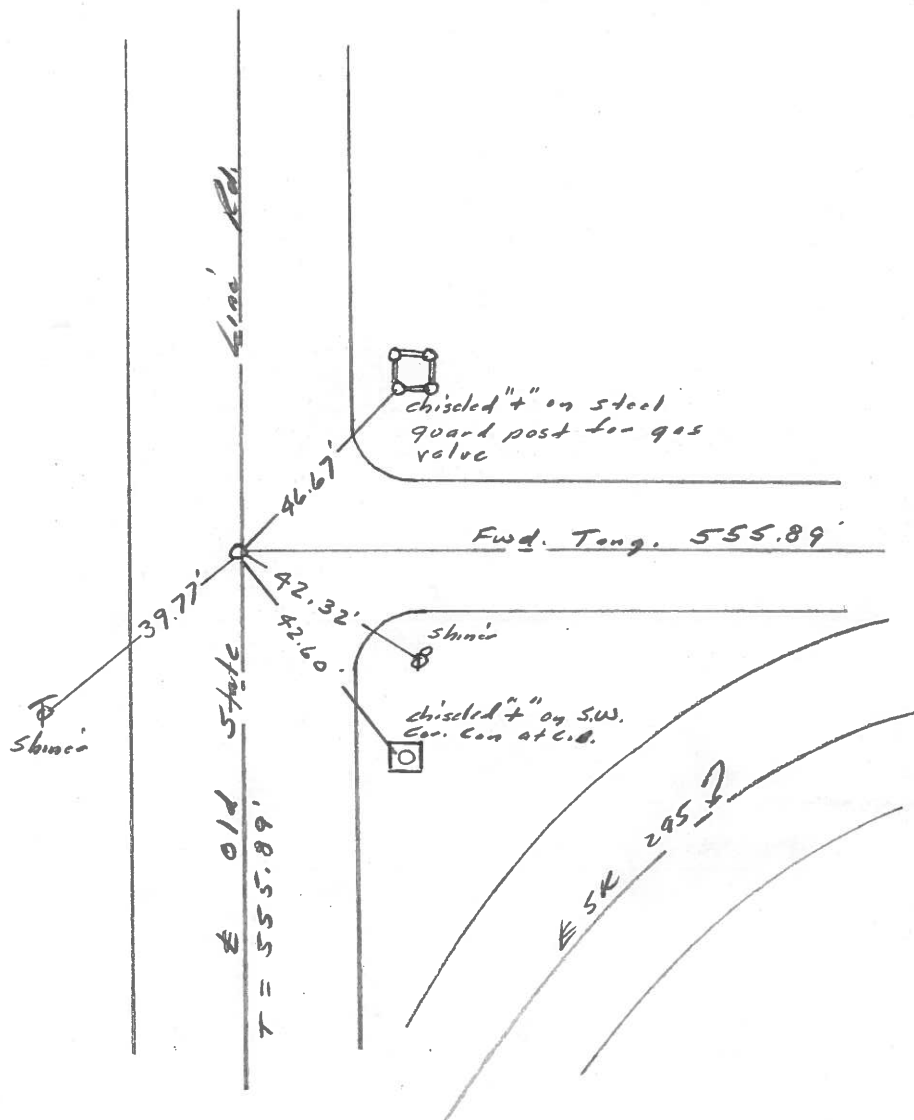 ℄ Old State Line Rd.
chiseled "+" on steel
guard post for gas
valve
46.67'
Fwd. Tang. 555.89'
39.77'
42.32'
42.60
shiner
shiner
chiseled "+" on S.W.
Cor. Con at C.B.
T = 555.89'
℄ SR 295